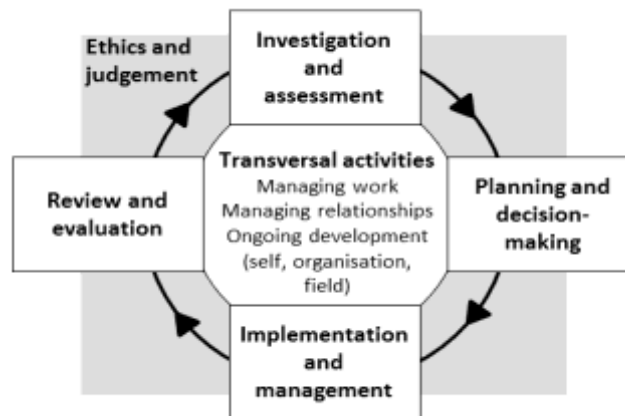 Ethics and
judgement
Investigation
and
assessment
Transversal activities
Managing work
Managing relationships
Ongoing development
(self, organisation,
field)
Review and
evaluation
Planning and
decision-
making
Implementation
and
management